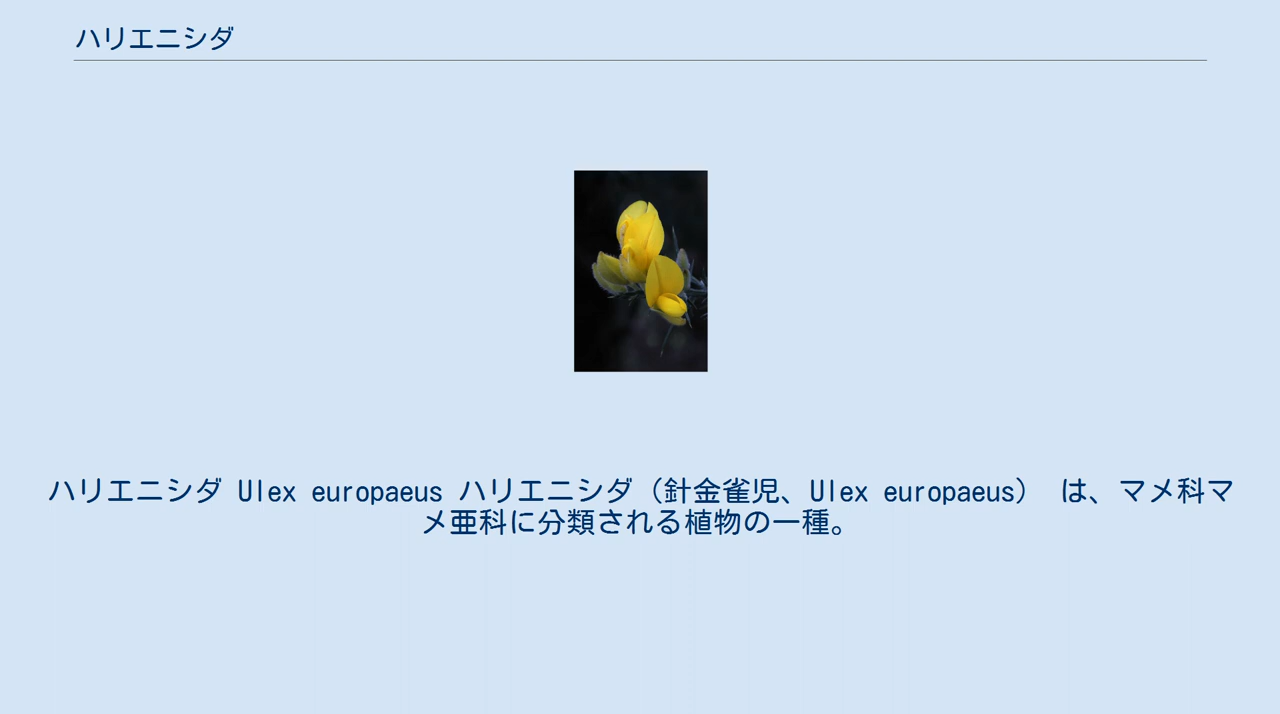 ハリエニシダ
ハリエニシダ Ulex europaeus ハリエニシダ（針金雀児、Ulex europaeus） は、マメ科マ
メ亜科に分類される植物の一種。